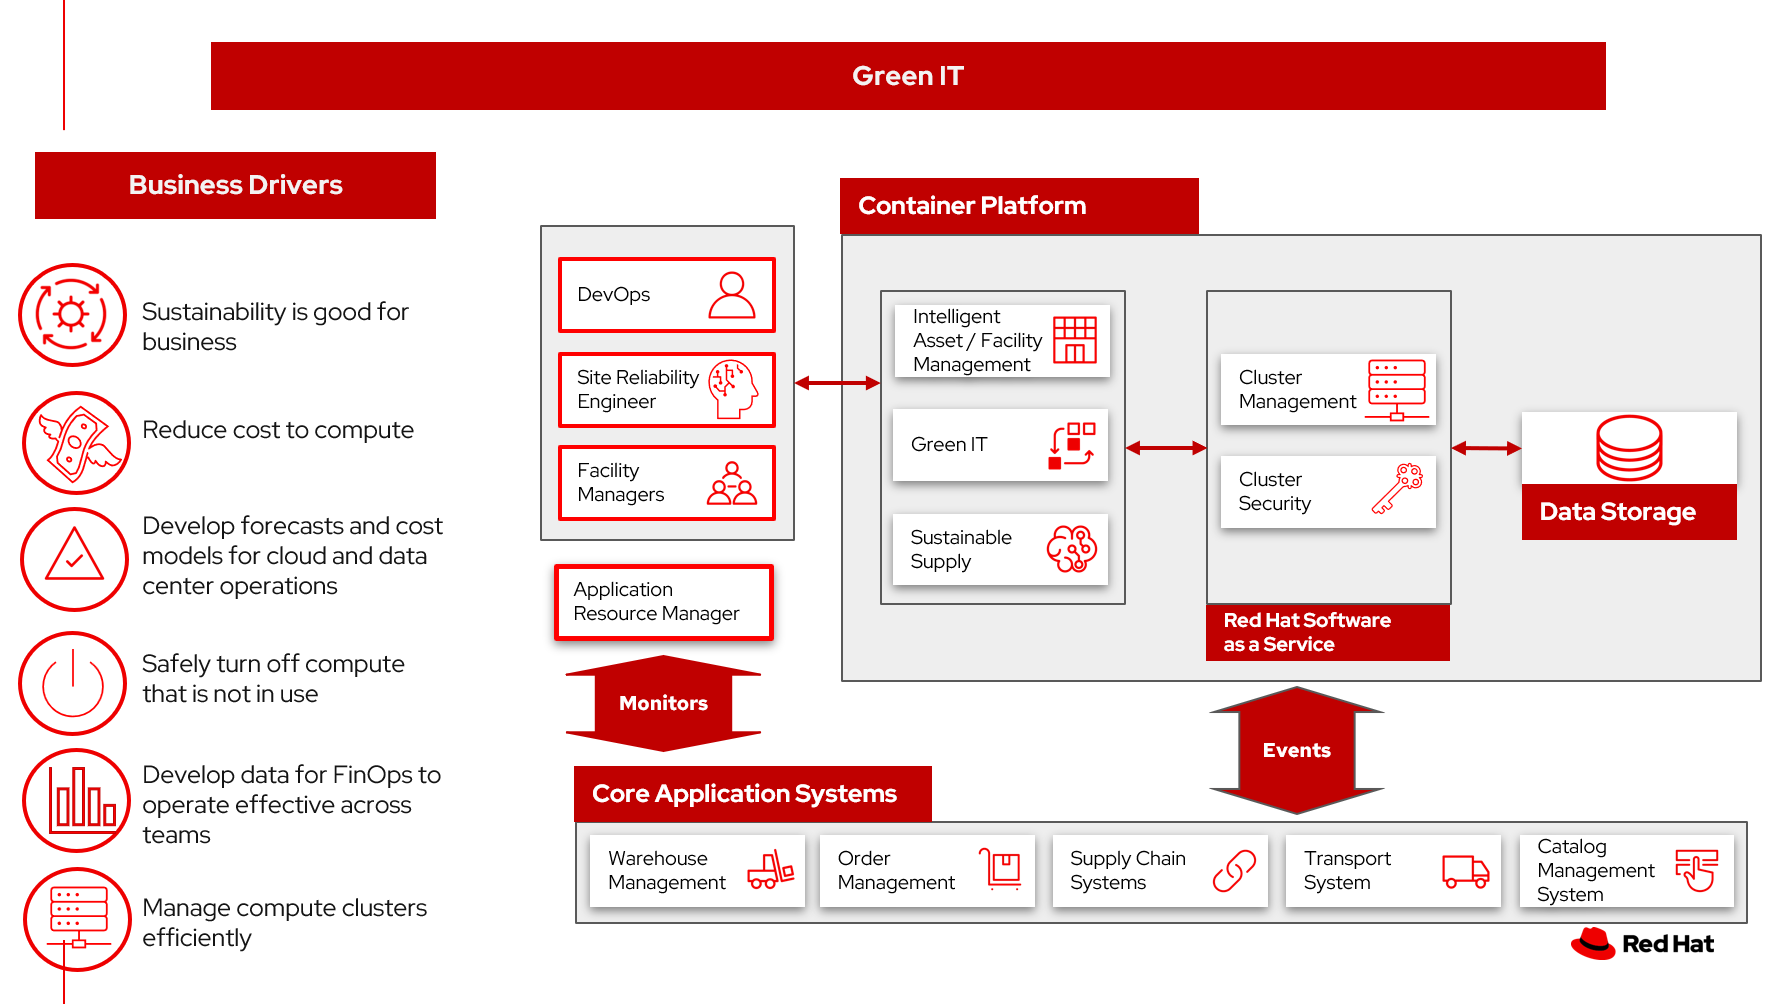 Green IT
Business Drivers
Sustainability is good for
business
Reduce cost to compute
Develop forecasts and cost
models for cloud and data
center operations
Safely turn off compute
that is not in use
Develop data for FinOps to
operate effective across
teams
Manage compute clusters
efficiently
DevOps
Site Reliability
Engineer
Facility
Managers
Application
Resource Manager
Monitors
Container Platform
Intelligent
Asset / Facility
Management
Green IT
Sustainable
Supply
Cluster
Management
Cluster
Security
Red Hat Software
as a Service
Data Storage
Events
Core Application Systems
Warehouse
Management
Order
Management
Supply Chain
Systems
Transport
System
Catalog
Management
System
Red Hat